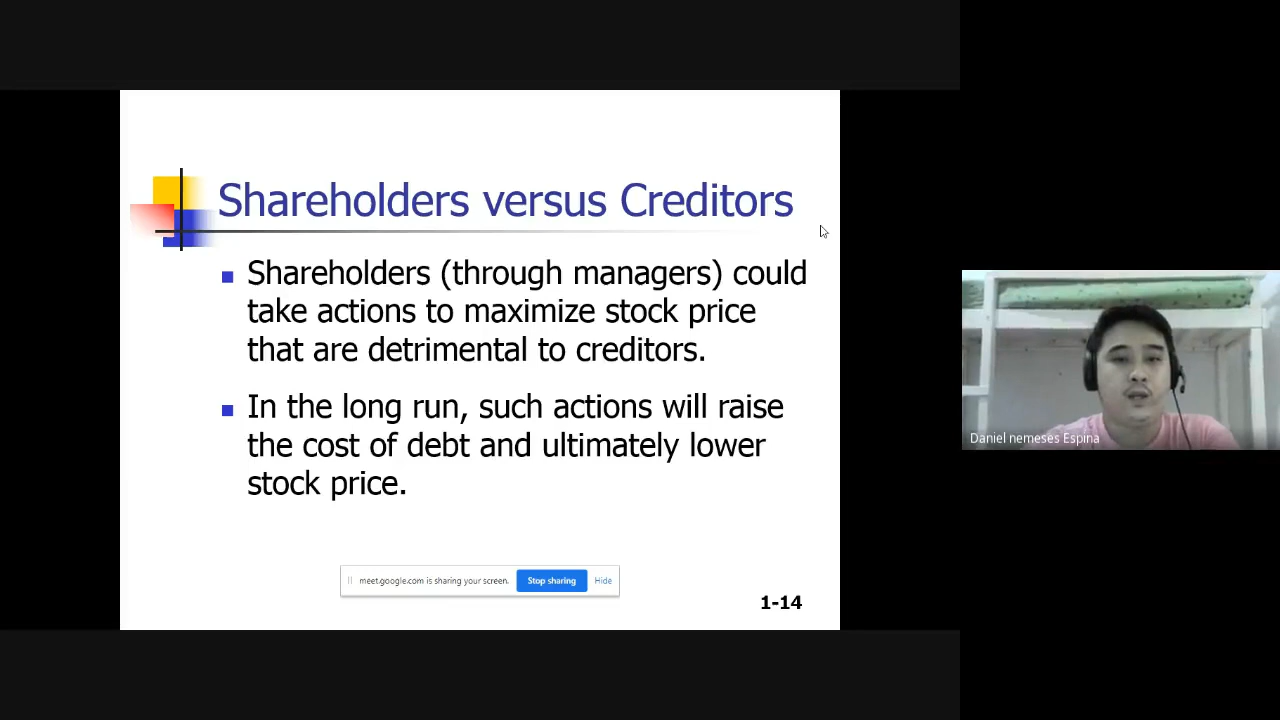 Shareholders versus Creditors
Shareholders (through managers) could
take actions to maximize stock price
that are detrimental to creditors.
In the long run, such actions will raise
the cost of debt and ultimately lower
stock price.
meet.google.com is sharing your screen. Stop sharing Hide
1-14
Daniel nemeses Espina